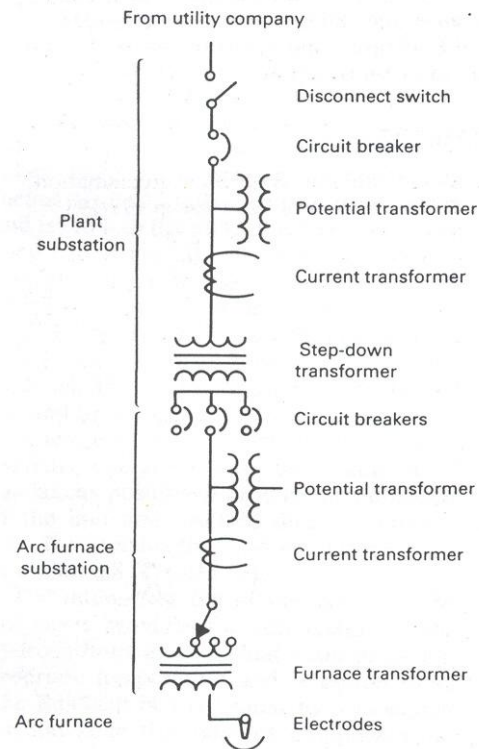 From utility company
Disconnect switch
Circuit breaker
Potential transformer
Plant
substation
Current transformer
Step-down
transformer
Circuit breakers
Potential transformer
Arc furnace
substation
Current transformer
Furnace transformer
Arc furnace
Electrodes